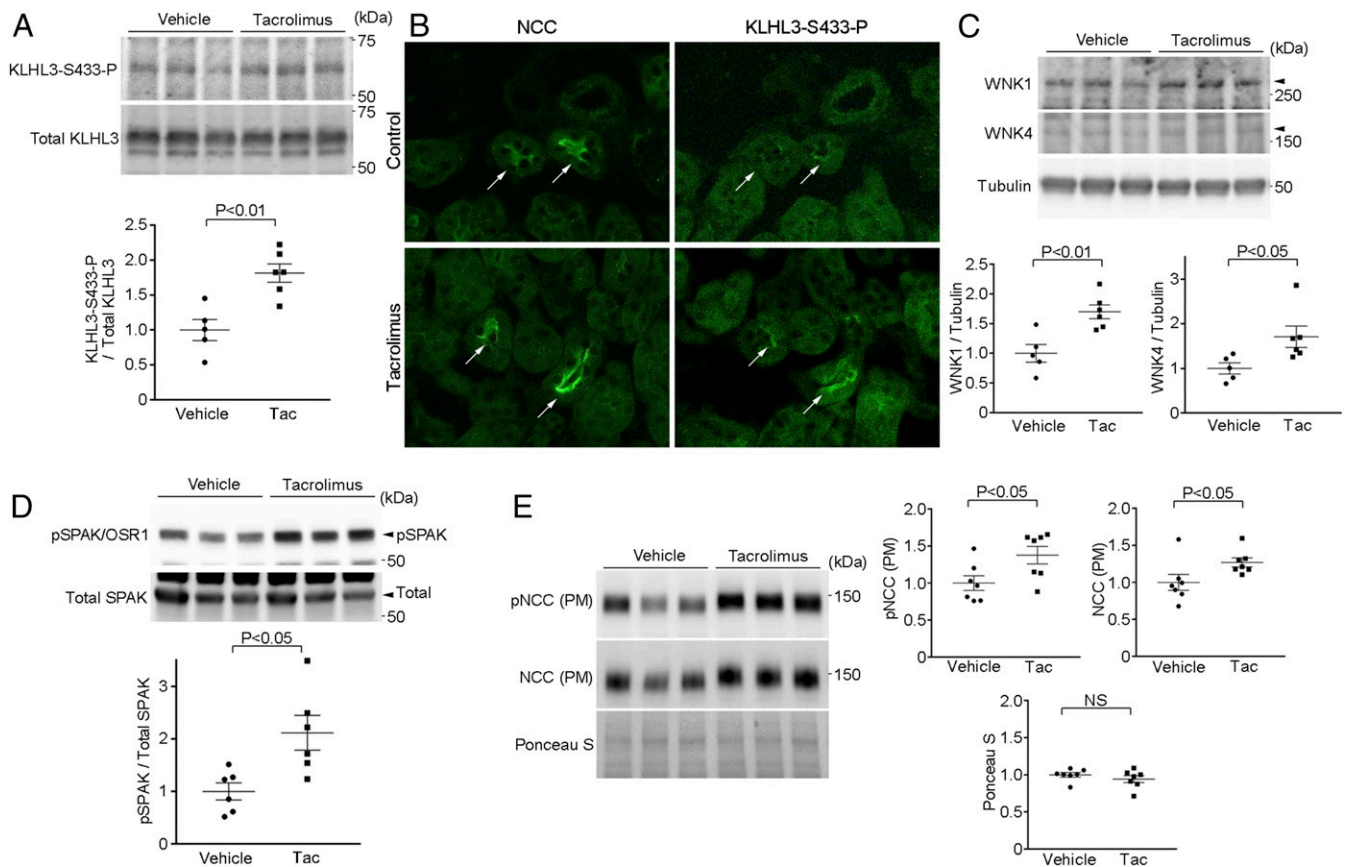 A
Vehicle Tacrolimus (kDa)
75
KLHL3-S433-P
50
75
Total KLHL3
50
P<0.01
2.5
2.0
1.5
1.0
0.5
0
KLHL3-S433-P
/ Total KLHL3
Vehicle Tac
B
NCC KLHL3-S433-P
Control
Tacrolimus
C
Vehicle Tacrolimus (kDa)
WNK1
250
WNK4
150
Tubulin 50
P<0.01
2.5
2.0
1.5
1.0
0.5
0
WNK1 / Tubulin
Vehicle Tac
P<0.05
3
2
1
0
WNK4 / Tubulin
Vehicle Tac
D
Vehicle Tacrolimus (kDa)
pSPAK/OSR1 pSPAK
50
Total SPAK Total
50
P<0.05
3
2
1
0
pSPAK / Total SPAK
Vehicle Tac
E
Vehicle Tacrolimus (kDa)
pNCC (PM) 150
NCC (PM) 150
Ponceau S
P<0.05
2.0
1.5
1.0
0.5
0
pNCC (PM)
Vehicle Tac
P<0.05
2.0
1.5
1.0
0.5
0
NCC (PM)
Vehicle Tac
NS
2.0
1.5
1.0
0.5
0
Ponceau S
Vehicle Tac